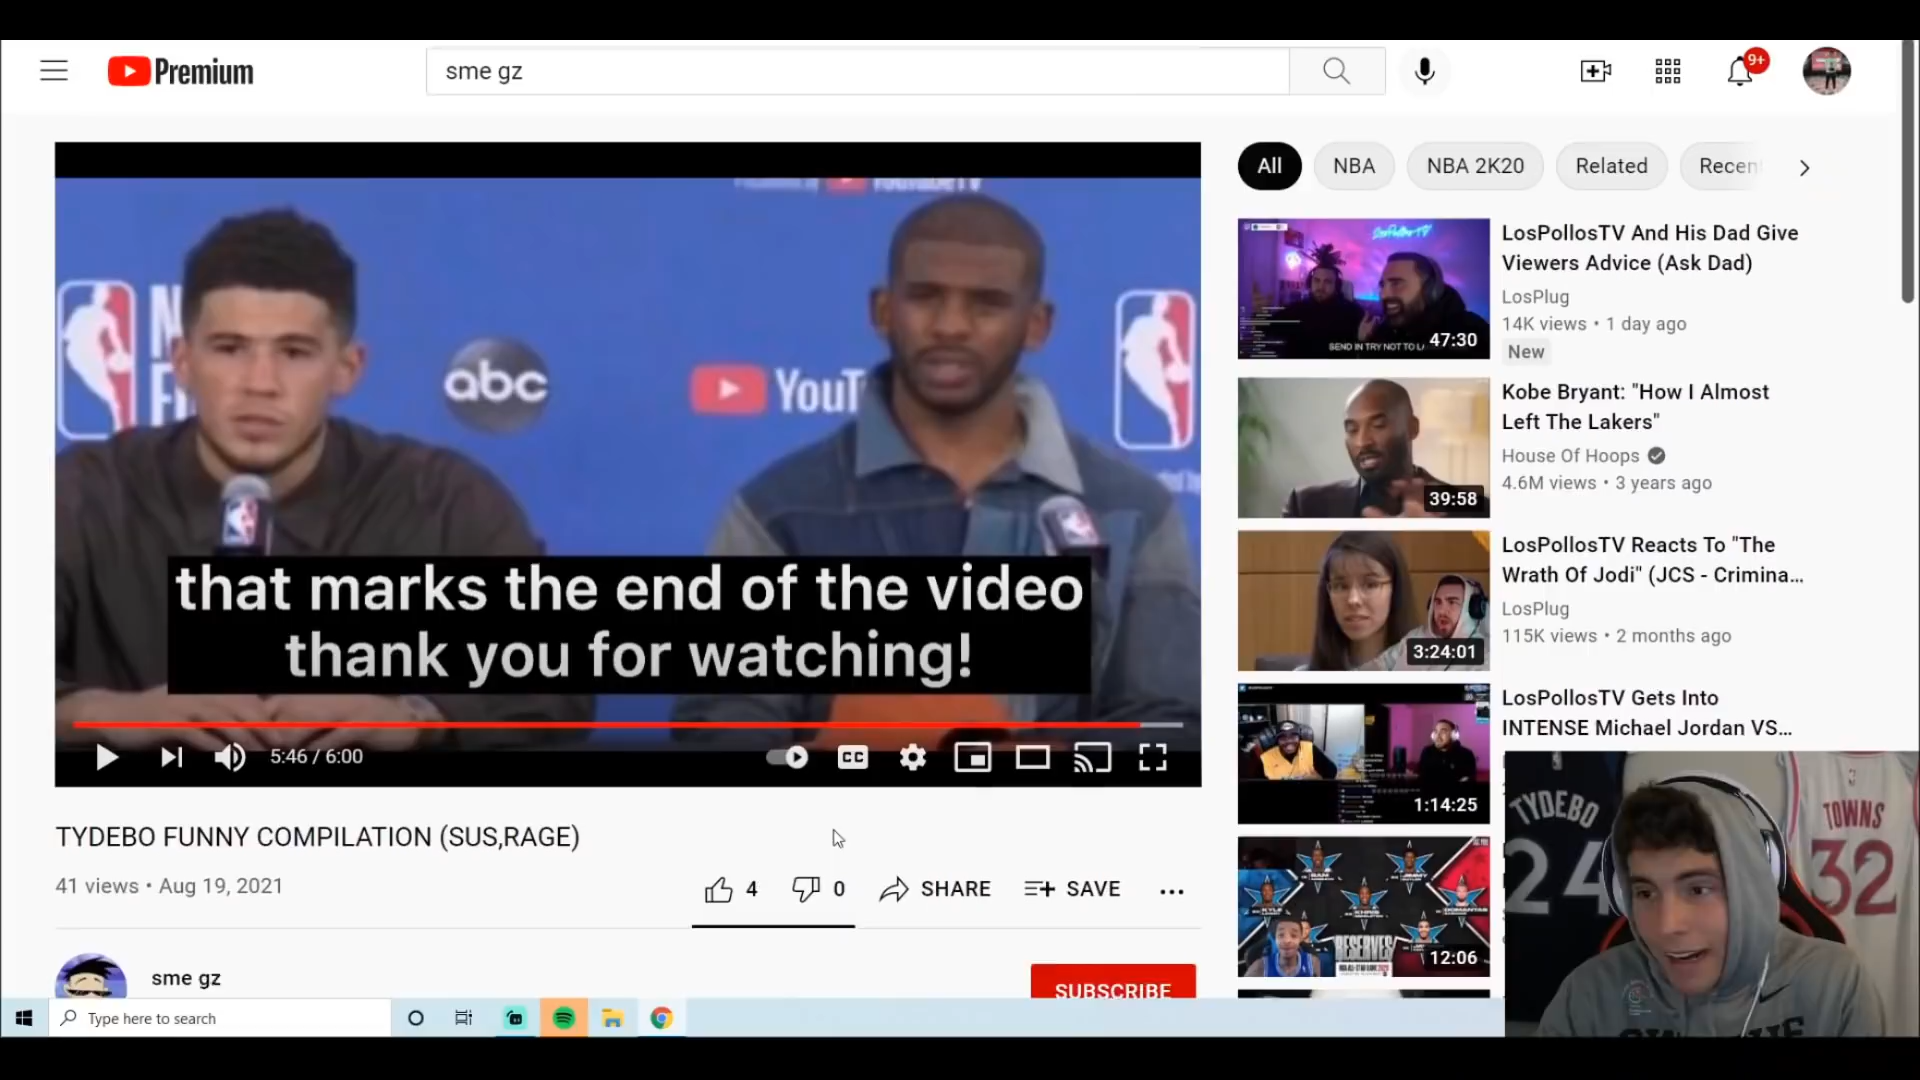 Premium
sme gz
9+
All
NBA
NBA 2K20
Related
Recen
abc
YouT
that marks the end of the video
thank you for watching!
5:46 / 6:00
CC
TYDEBO FUNNY COMPILATION (SUS,RAGE)
41 views • Aug 19, 2021
4
0
SHARE
SAVE
sme gz
SUBSCRIBE
LosPollosTV And His Dad Give
Viewers Advice (Ask Dad)
LosPlug
14K views • 1 day ago
New
47:30
Kobe Bryant: "How I Almost
Left The Lakers"
House Of Hoops
4.6M views • 3 years ago
39:58
LosPollosTV Reacts To "The
Wrath Of Jodi" (JCS - Crimina...
LosPlug
115K views • 2 months ago
3:24:01
LosPollosTV Gets Into
INTENSE Michael Jordan VS...
1:14:25
RESERVES
12:06
TYDEBO
24
TOWNS
32
Type here to search